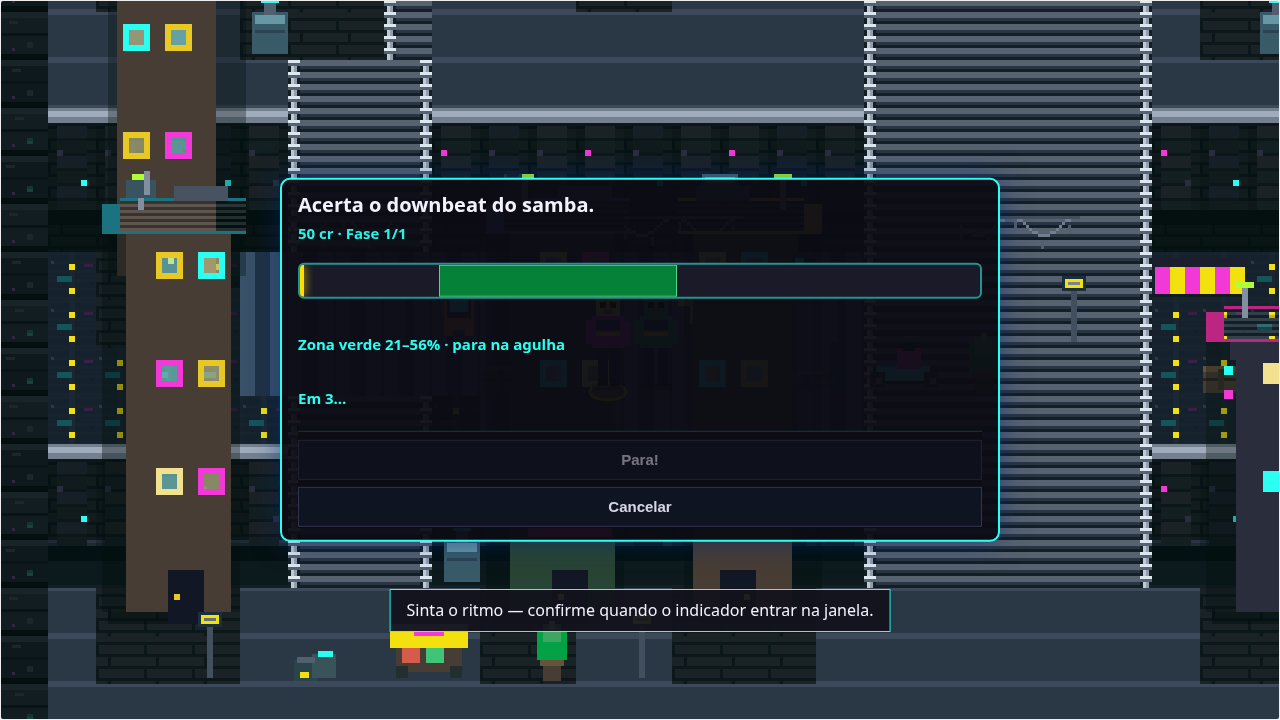 Acerta o downbeat do samba.
50 cr · Fase 1/1
Zona verde 21–56% · para na agulha
Em 3...
Para!
Cancelar
Sinta o ritmo — confirme quando o indicador entrar na janela.